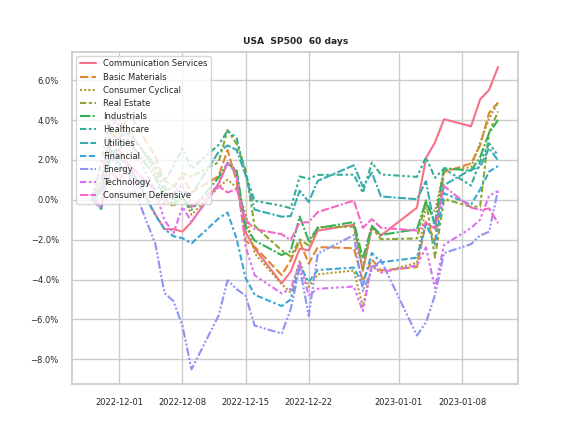 USA  SP500  60 days
Communication Services
Basic Materials
Consumer Cyclical
Real Estate
Industrials
Healthcare
Utilities
Financial
Energy
Technology
Consumer Defensive
6.0%
4.0%
2.0%
0.0%
−2.0%
−4.0%
−6.0%
−8.0%
2022-12-01
2022-12-08
2022-12-15
2022-12-22
2023-01-01
2023-01-08